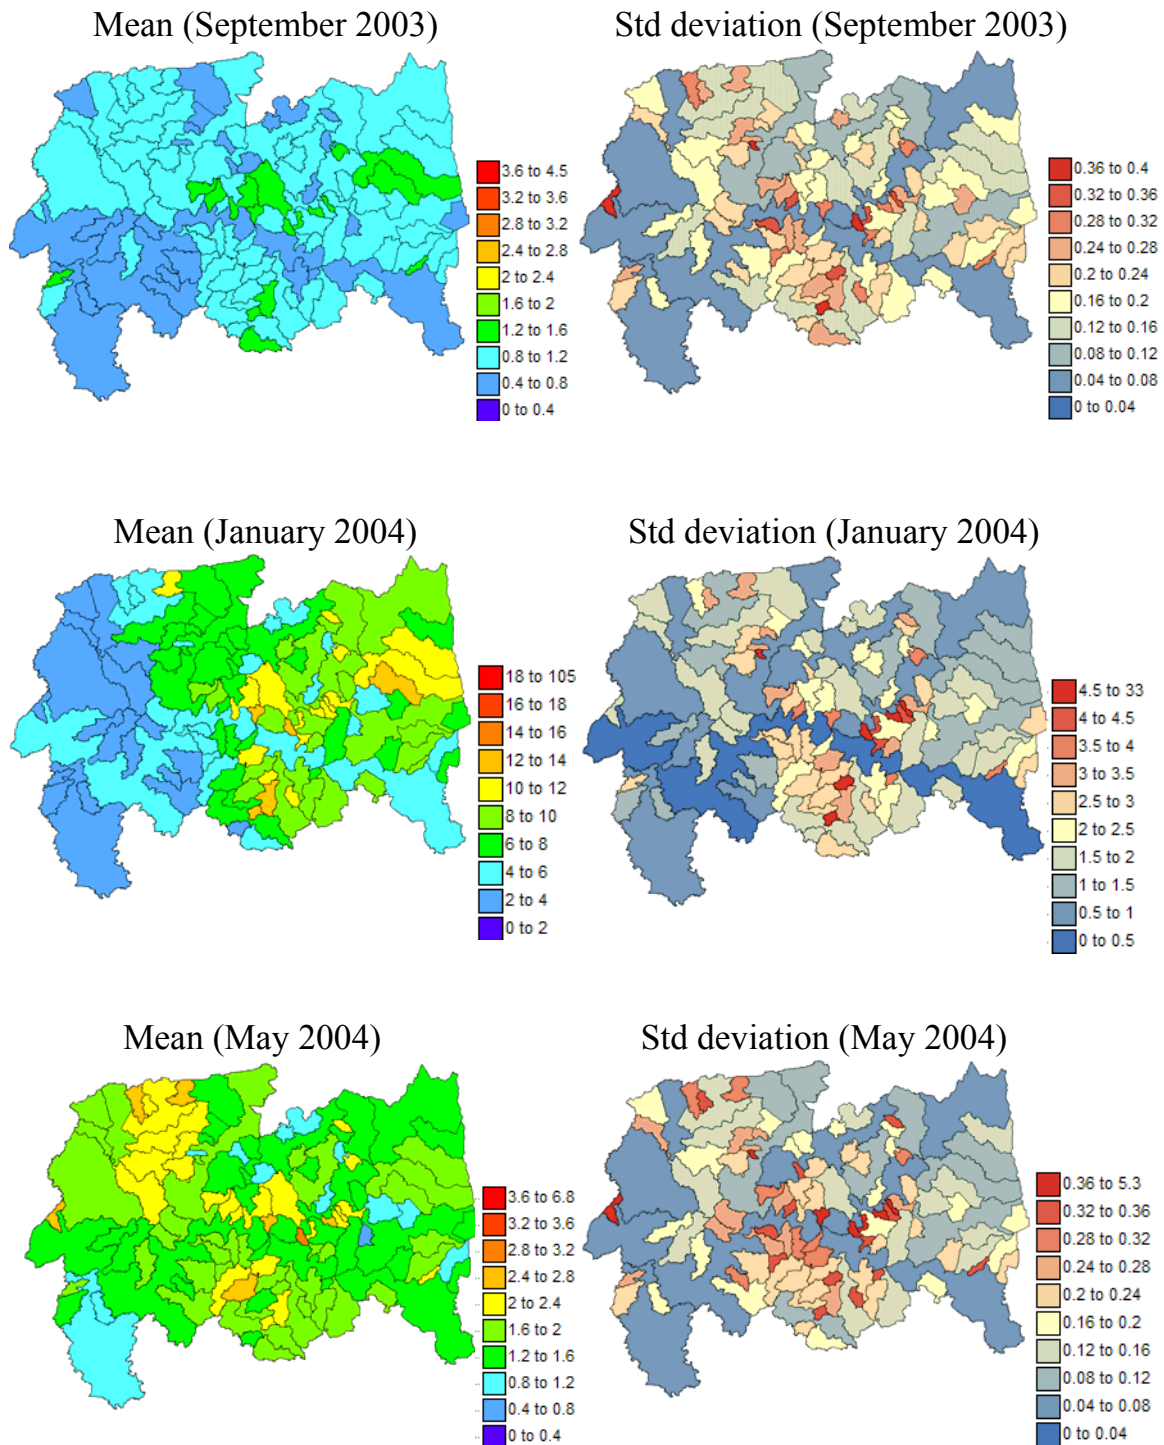 Mean (September 2003)
Std deviation (September 2003)
3.6 to 4.5
3.2 to 3.6
2.8 to 3.2
2.4 to 2.8
2 to 2.4
1.6 to 2
1.2 to 1.6
0.8 to 1.2
0.4 to 0.8
0 to 0.4
0.36 to 0.4
0.32 to 0.36
0.28 to 0.32
0.24 to 0.28
0.2 to 0.24
0.16 to 0.2
0.12 to 0.16
0.08 to 0.12
0.04 to 0.08
0 to 0.04
Mean (January 2004)
Std deviation (January 2004)
18 to 105
16 to 18
14 to 16
12 to 14
10 to 12
8 to 10
6 to 8
4 to 6
2 to 4
0 to 2
4.5 to 33
4 to 4.5
3.5 to 4
3 to 3.5
2.5 to 3
2 to 2.5
1.5 to 2
1 to 1.5
0.5 to 1
0 to 0.5
Mean (May 2004)
Std deviation (May 2004)
3.6 to 6.8
3.2 to 3.6
2.8 to 3.2
2.4 to 2.8
2 to 2.4
1.6 to 2
1.2 to 1.6
0.8 to 1.2
0.4 to 0.8
0 to 0.4
0.36 to 5.3
0.32 to 0.36
0.28 to 0.32
0.24 to 0.28
0.2 to 0.24
0.16 to 0.2
0.12 to 0.16
0.08 to 0.12
0.04 to 0.08
0 to 0.04